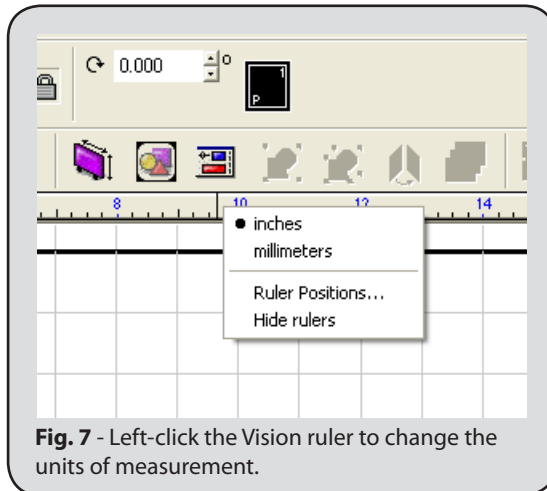 0.000 °
1
P
8 10 12 14
inches
millimeters
Ruler Positions...
Hide rulers
Fig. 7 - Left-click the Vision ruler to change the
units of measurement.